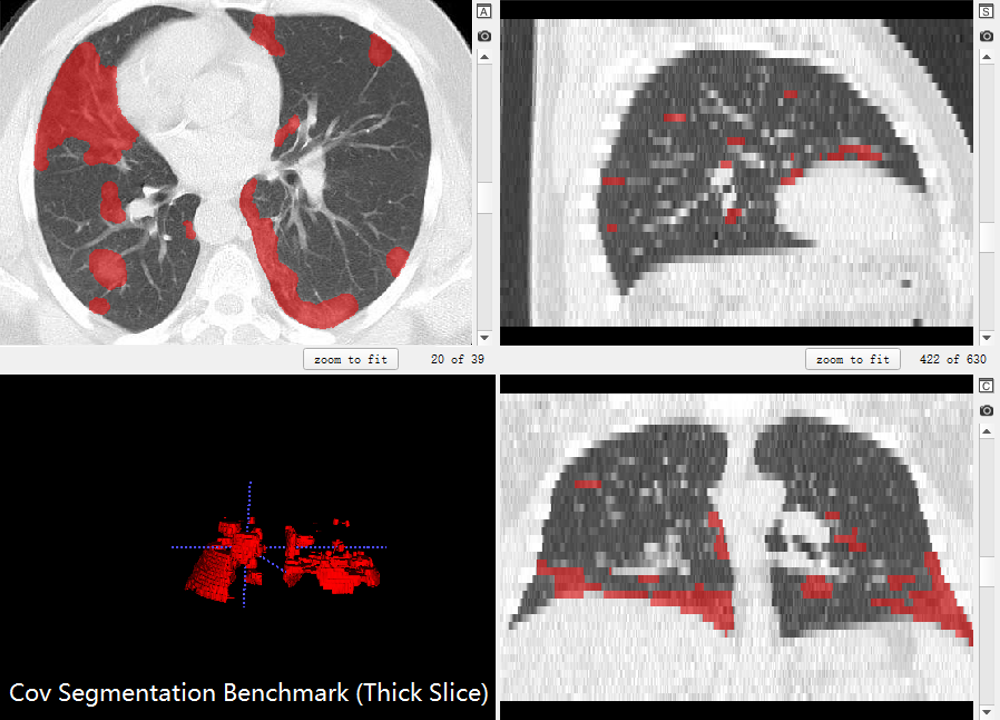 A
S
zoom to fit 20 of 39
zoom to fit 422 of 630
C
Cov Segmentation Benchmark (Thick Slice)